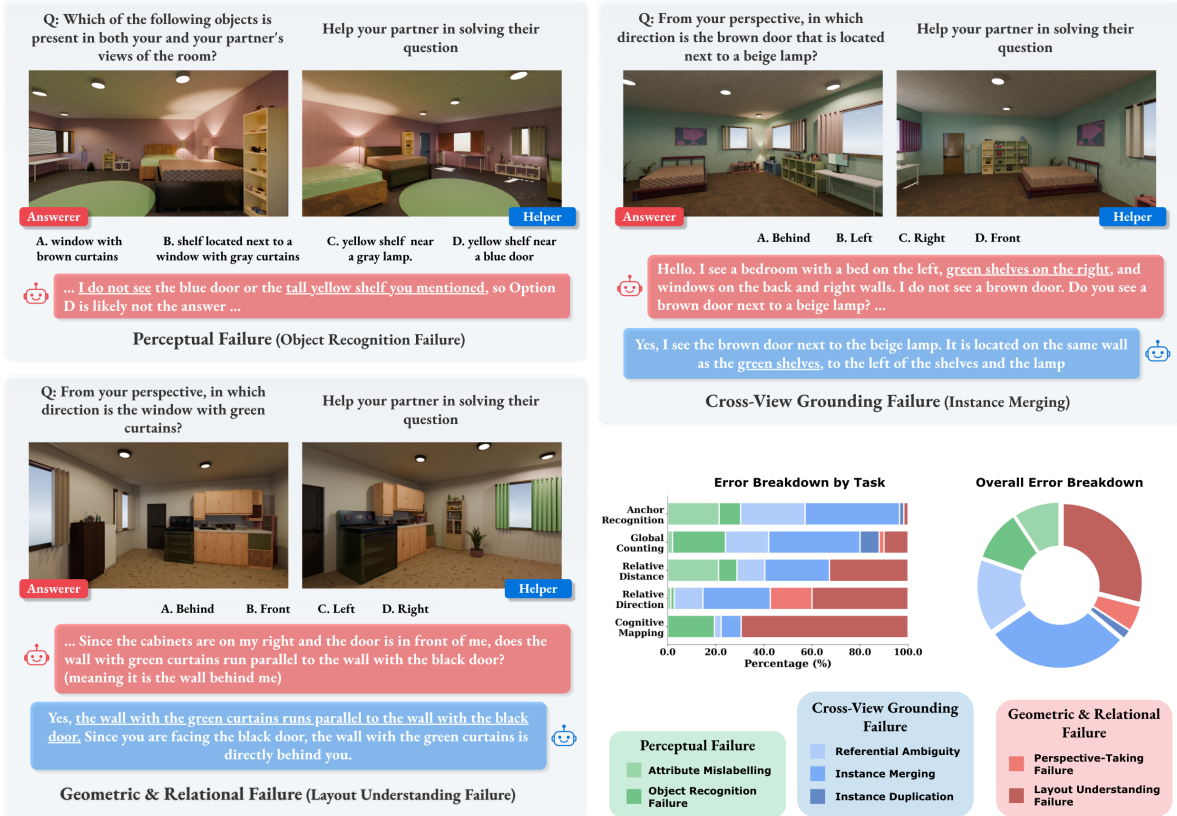 Q: Which of the following objects is
present in both your and your partner's
views of the room?
Help your partner in solving their
question
Answerer
Helper
A. window with
brown curtains
B. shelf located next to a
window with gray curtains
C. yellow shelf near
a gray lamp.
D. yellow shelf near
a blue door
... I do not see the blue door or the tall yellow shelf you mentioned, so Option
D is likely not the answer ...
Perceptual Failure (Object Recognition Failure)
Q: From your perspective, in which
direction is the brown door that is located
next to a beige lamp?
Help your partner in solving their
question
Answerer
Helper
A. Behind
B. Left
C. Right
D. Front
Hello. I see a bedroom with a bed on the left, green shelves on the right, and
windows on the back and right walls. I do not see a brown door. Do you see a
brown door next to a beige lamp? ...
Yes, I see the brown door next to the beige lamp. It is located on the same wall
as the green shelves, to the left of the shelves and the lamp
Cross-View Grounding Failure (Instance Merging)
Q: From your perspective, in which
direction is the window with green
curtains?
Help your partner in solving their
question
Answerer
Helper
A. Behind
B. Front
C. Left
D. Right
... Since the cabinets are on my right and the door is in front of me, does the
wall with green curtains run parallel to the wall with the black door?
(meaning it is the wall behind me)
Yes, the wall with the green curtains runs parallel to the wall with the black
door. Since you are facing the black door, the wall with the green curtains is
directly behind you.
Geometric & Relational Failure (Layout Understanding Failure)
Error Breakdown by Task
Anchor
Recognition
Global
Counting
Relative
Distance
Relative
Direction
Cognitive
Mapping
0.0
20.0
40.0
60.0
80.0
100.0
Percentage (%)
Overall Error Breakdown
Perceptual Failure
Attribute Mislabelling
Object Recognition
Failure
Cross-View Grounding
Failure
Referential Ambiguity
Instance Merging
Instance Duplication
Geometric & Relational
Failure
Perspective-Taking
Failure
Layout Understanding
Failure